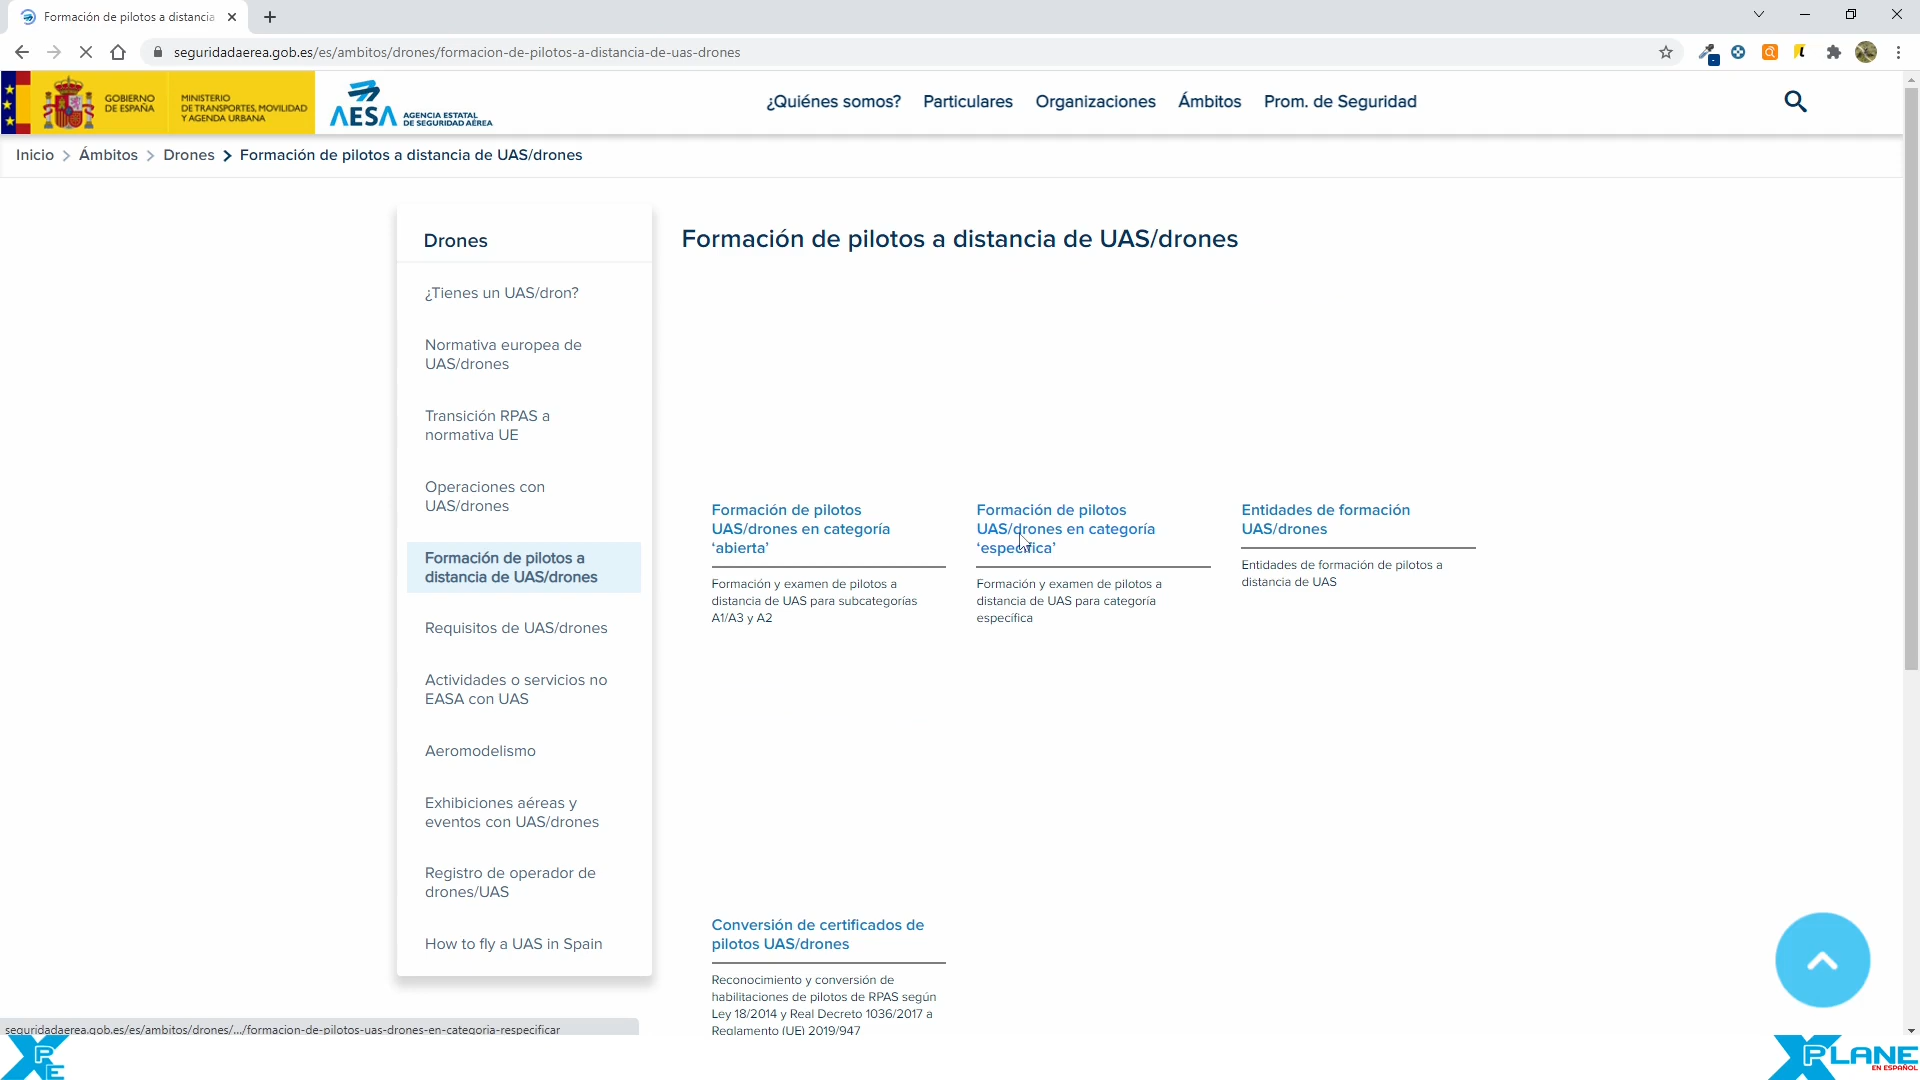 Formación de pilotos a distancia
seguridadaerea.gob.es/es/ambitos/drones/formacion-de-pilotos-a-distancia-de-uas-drones
GOBIERNO
DE ESPAÑA
MINISTERIO
DE TRANSPORTES, MOVILIDAD
Y AGENDA URBANA
AESA
AGENCIA ESTATAL
DE SEGURIDAD AÉREA
¿Quiénes somos? Particulares Organizaciones Ámbitos Prom. de Seguridad
Inicio > Ámbitos > Drones > Formación de pilotos a distancia de UAS/drones
Drones
¿Tienes un UAS/dron?
Normativa europea de
UAS/drones
Transición RPAS a
normativa UE
Operaciones con
UAS/drones
Formación de pilotos a
distancia de UAS/drones
Requisitos de UAS/drones
Actividades o servicios no
EASA con UAS
Aeromodelismo
Exhibiciones aéreas y
eventos con UAS/drones
Registro de operador de
drones/UAS
How to fly a UAS in Spain
Formación de pilotos a distancia de UAS/drones
Formación de pilotos
UAS/drones en categoría
‘abierta’
Formación y examen de pilotos a
distancia de UAS para subcategorías
A1/A3 y A2
Formación de pilotos
UAS/drones en categoría
‘específica’
Formación y examen de pilotos a
distancia de UAS para categoría
específica
Entidades de formación
UAS/drones
Entidades de formación de pilotos a
distancia de UAS
Conversión de certificados de
pilotos UAS/drones
Reconocimiento y conversión de
habilitaciones de pilotos de RPAS según
Ley 18/2014 y Real Decreto 1036/2017 a
Reglamento (UE) 2019/947
seguridadaerea.gob.es/es/ambitos/drones/.../formacion-de-pilotos-uas-drones-en-categoria-respecificar
XPE
XPLANE
EN ESPAÑOL